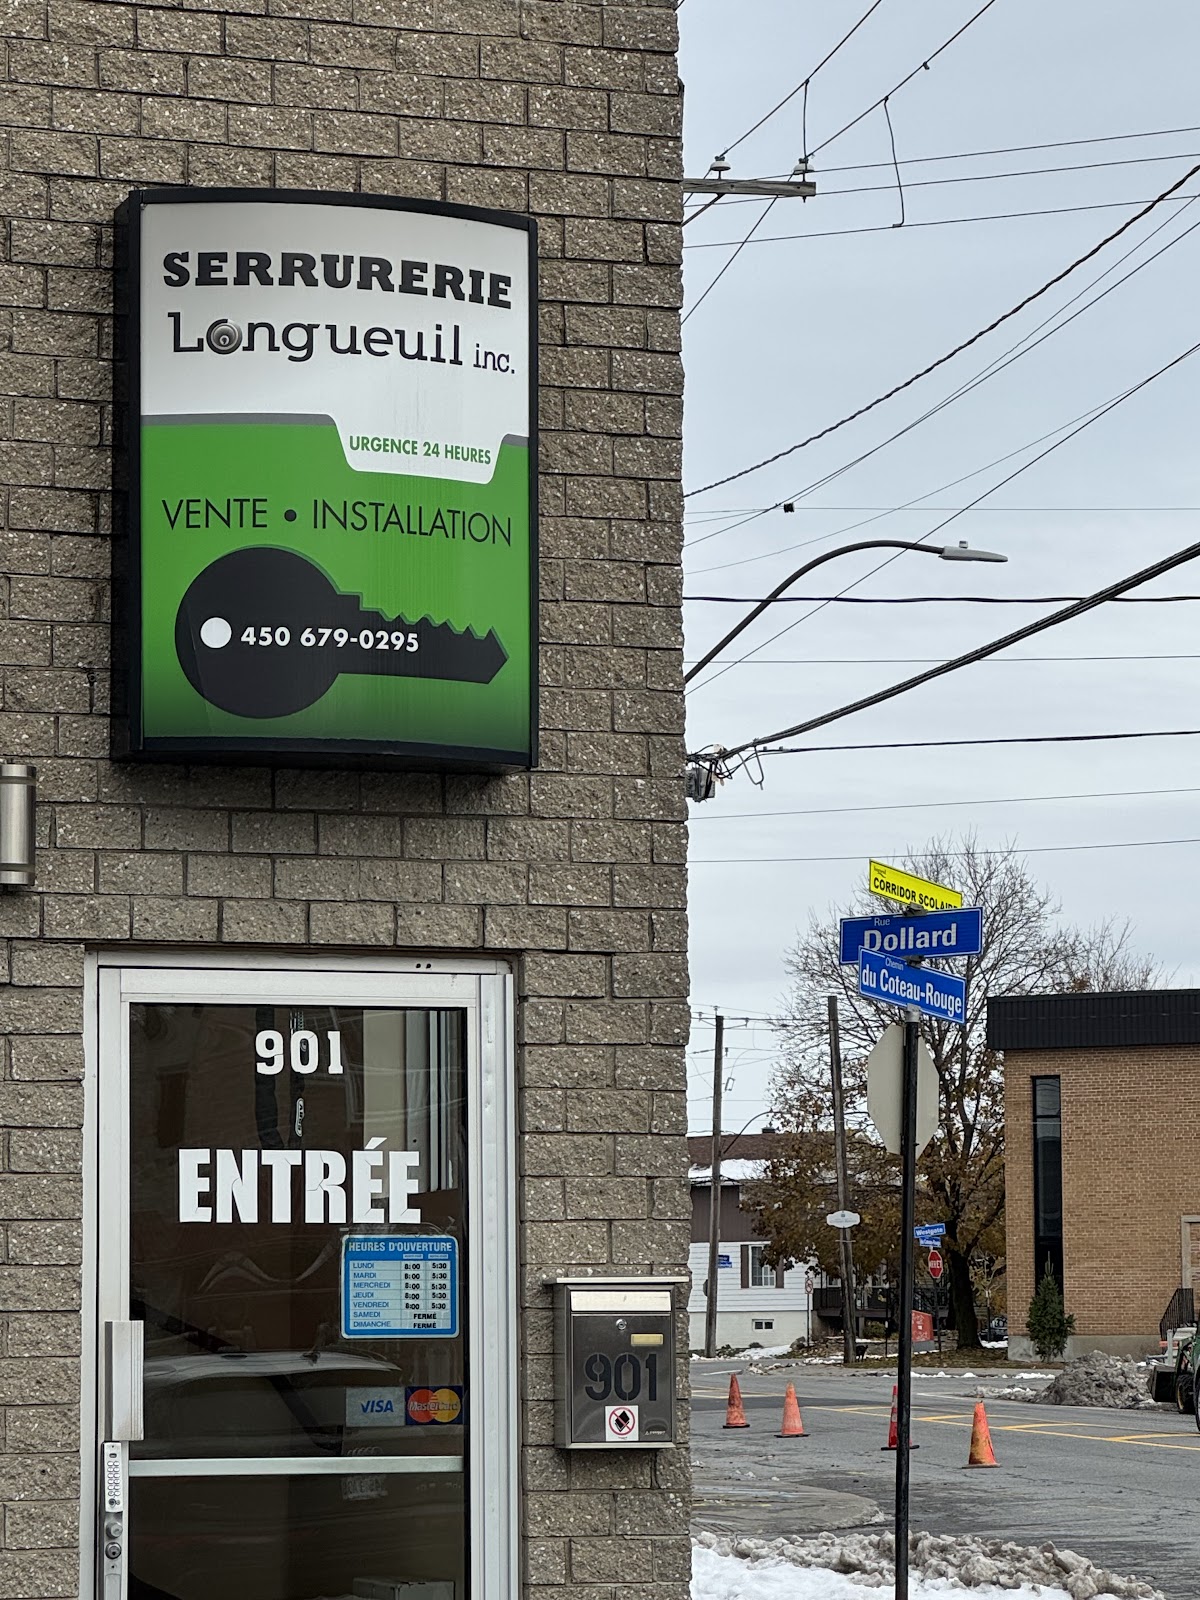 SERRURERIE
Longueuil inc.
URGENCE 24 HEURES
VENTE • INSTALLATION
450 679-0295
CORRIDOR SCOLAIRE
Rue
Dollard
Chemin
du Coteau-Rouge
901
ENTRÉE
HEURES D'OUVERTURE
LUNDI 8:00 5:30
MARDI 8:00 5:30
MERCREDI 8:00 5:30
JEUDI 8:00 5:30
VENDREDI 8:00 5:30
SAMEDI FERMÉ
DIMANCHE FERMÉ
VISA MasterCard
901
Westgate
ARRÊT